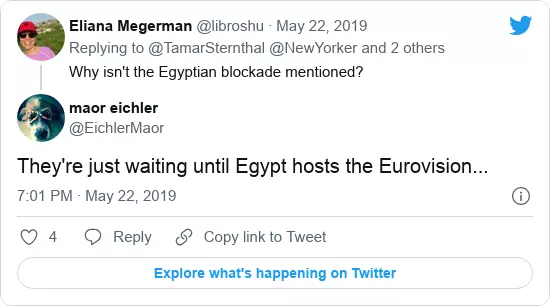 Eliana Megerman @libroshu · May 22, 2019
Replying to @TamarSternthal @NewYorker and 2 others
Why isn't the Egyptian blockade mentioned?
maor eichler
@EichlerMaor
They're just waiting until Egypt hosts the Eurovision...
7:01 PM · May 22, 2019
4 Reply Copy link to Tweet
Explore what's happening on Twitter